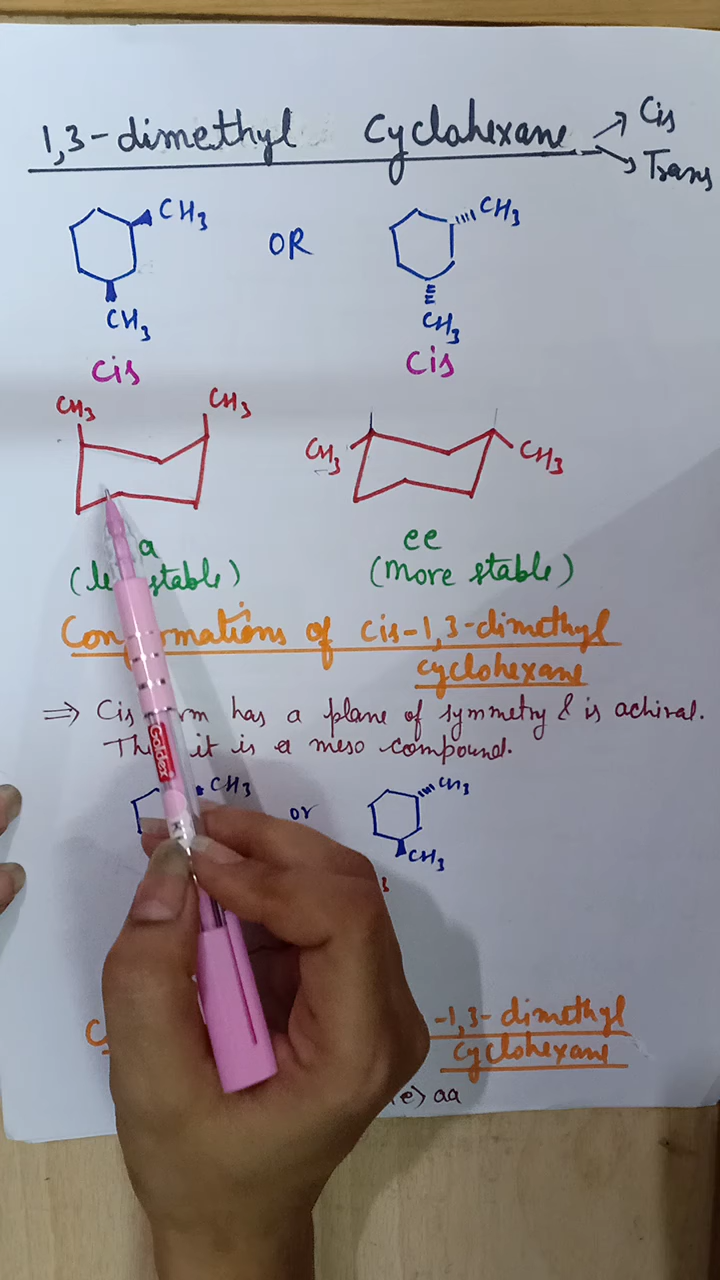 1,3-dimethyl Cyclohexane
Cis
Trans
CH3
CH3
OR
CH3
CH3
Cis
Cis
CH3
CH3
CH3
CH3
a
stable)
ee
(More stable)
of cis-1,3-dimethyl
cyclohexane
⇒ Cis has a plane of symmetry & is achiral.
it is a meso compound.
CH3
or
CH3
CH3
Goldex
-1,3-dimethyl
cyclohexane
e> aa